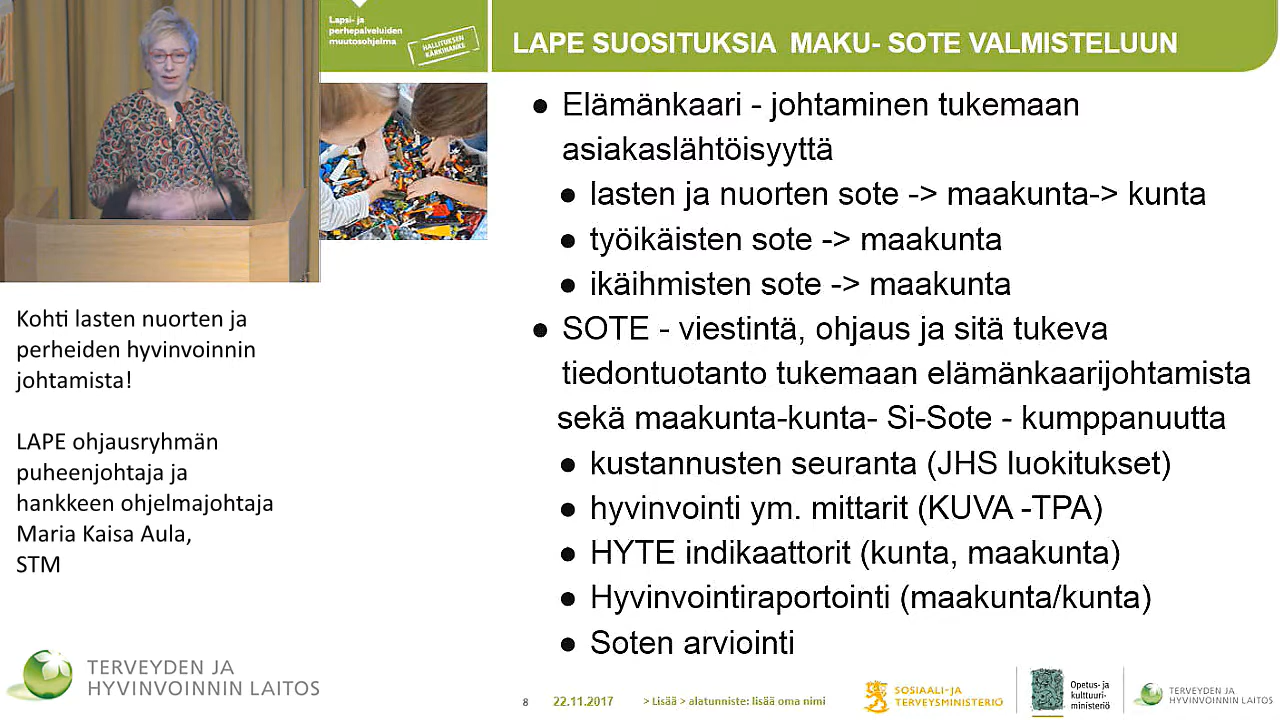 Lapsi- ja
perhepalveluiden
muutosohjelma
HALLITUKSEN
KÄRKIHANKE
LAPE SUOSITUKSIA MAKU- SOTE VALMISTELUUN
● Elämänkaari - johtaminen tukemaan
asiakaslähtöisyyttä
● lasten ja nuorten sote -> maakunta-> kunta
● työikäisten sote -> maakunta
● ikäihmisten sote -> maakunta
● SOTE - viestintä, ohjaus ja sitä tukeva
tiedontuotanto tukemaan elämänkaarijohtamista
sekä maakunta-kunta- Si-Sote - kumppanuutta
● kustannusten seuranta (JHS luokitukset)
● hyvinvointi ym. mittarit (KUVA -TPA)
● HYTE indikaattorit (kunta, maakunta)
● Hyvinvointiraportointi (maakunta/kunta)
● Soten arviointi
Kohti lasten nuorten ja
perheiden hyvinvoinnin
johtamista!
LAPE ohjausryhmän
puheenjohtaja ja
hankkeen ohjelmajohtaja
Maria Kaisa Aula,
STM
TERVEYDEN JA
HYVINVOINNIN LAITOS
8 22.11.2017 > Lisää > alatunniste: lisää oma nimi
SOSIAALI- JA
TERVEYSMINISTERIÖ
Opetus- ja
kulttuuri-
ministeriö
TERVEYDEN JA
HYVINVOINNIN LAITOS